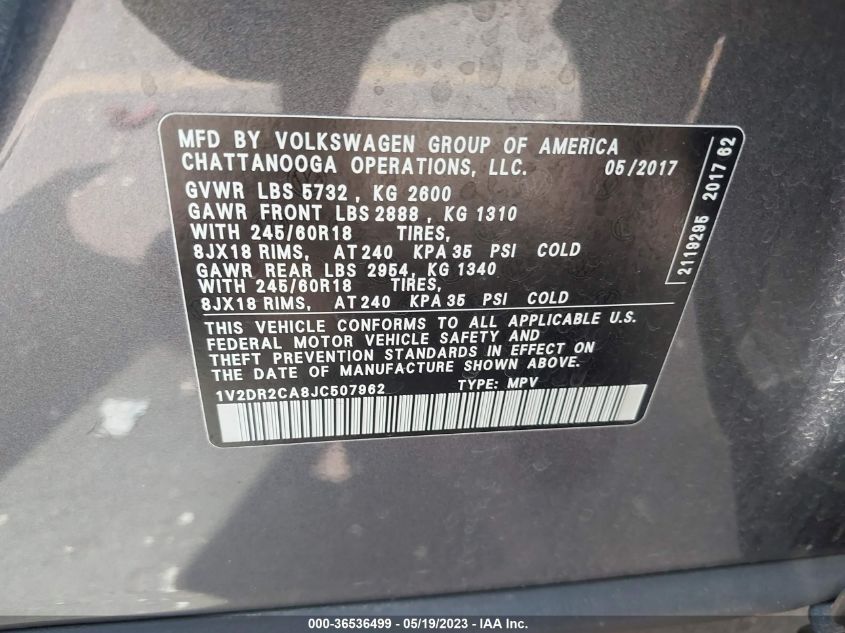 MFD BY VOLKSWAGEN GROUP OF AMERICA
CHATTANOOGA OPERATIONS, LLC. 05/2017
GVWR LBS 5732 , KG 2600
GAWR FRONT LBS 2888 , KG 1310
WITH 245/60R18 TIRES,
8JX18 RIMS, AT 240 KPA 35 PSI COLD
GAWR REAR LBS 2954, KG 1340
WITH 245/60R18 TIRES,
8JX18 RIMS, AT 240 KPA 35 PSI COLD
THIS VEHICLE CONFORMS TO ALL APPLICABLE U.S.
FEDERAL MOTOR VEHICLE SAFETY AND
THEFT PREVENTION STANDARDS IN EFFECT ON
THE DATE OF MANUFACTURE SHOWN ABOVE.
1V2DR2CA8JC507962 TYPE: MPV
2119295 2017 62
000-36536499 - 05/19/2023 - IAA Inc.